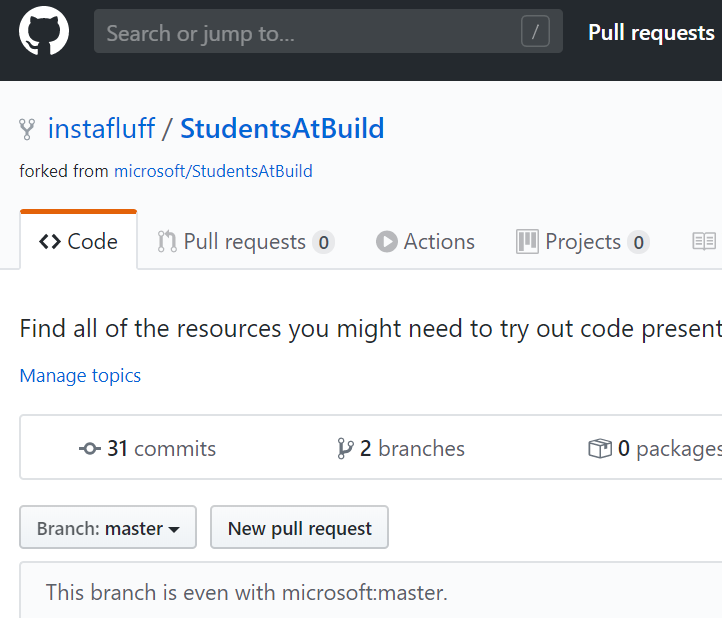 Search or jump to... / Pull requests
instafluff / StudentsAtBuild
forked from microsoft/StudentsAtBuild
Code Pull requests 0 Actions Projects 0
Find all of the resources you might need to try out code present
Manage topics
31 commits 2 branches 0 packages
Branch: master New pull request
This branch is even with microsoft:master.